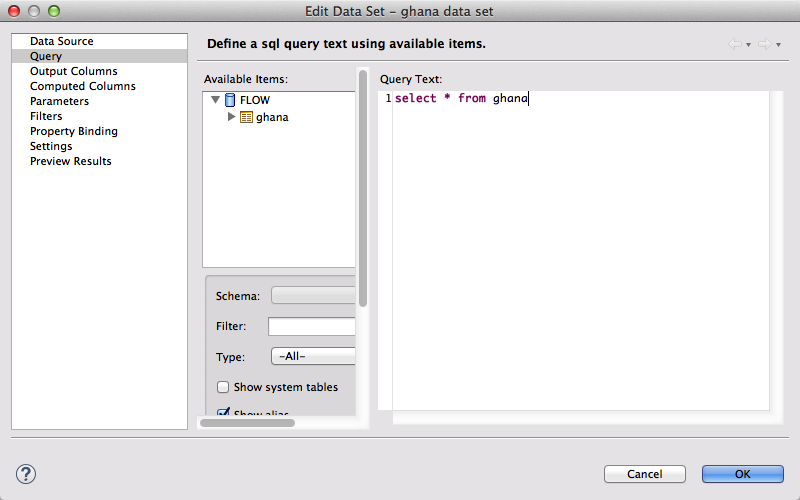 Edit Data Set - ghana data set
Data Source
Query
Output Columns
Computed Columns
Parameters
Filters
Property Binding
Settings
Preview Results
Define a sql query text using available items.
Available Items:
FLOW
ghana
Schema:
Filter:
Type:
-All-
Show system tables
Show alias
Query Text:
1 select * from ghana
?
Cancel
OK